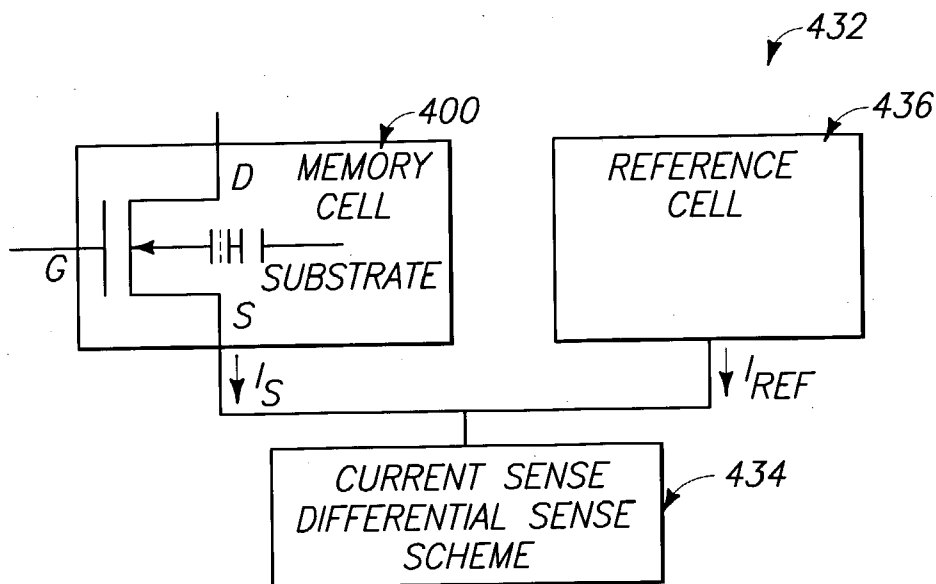 432
400
436
D
MEMORY
CELL
REFERENCE
CELL
G
SUBSTRATE
S
I_S
I_REF
CURRENT SENSE
DIFFERENTIAL SENSE
SCHEME
434